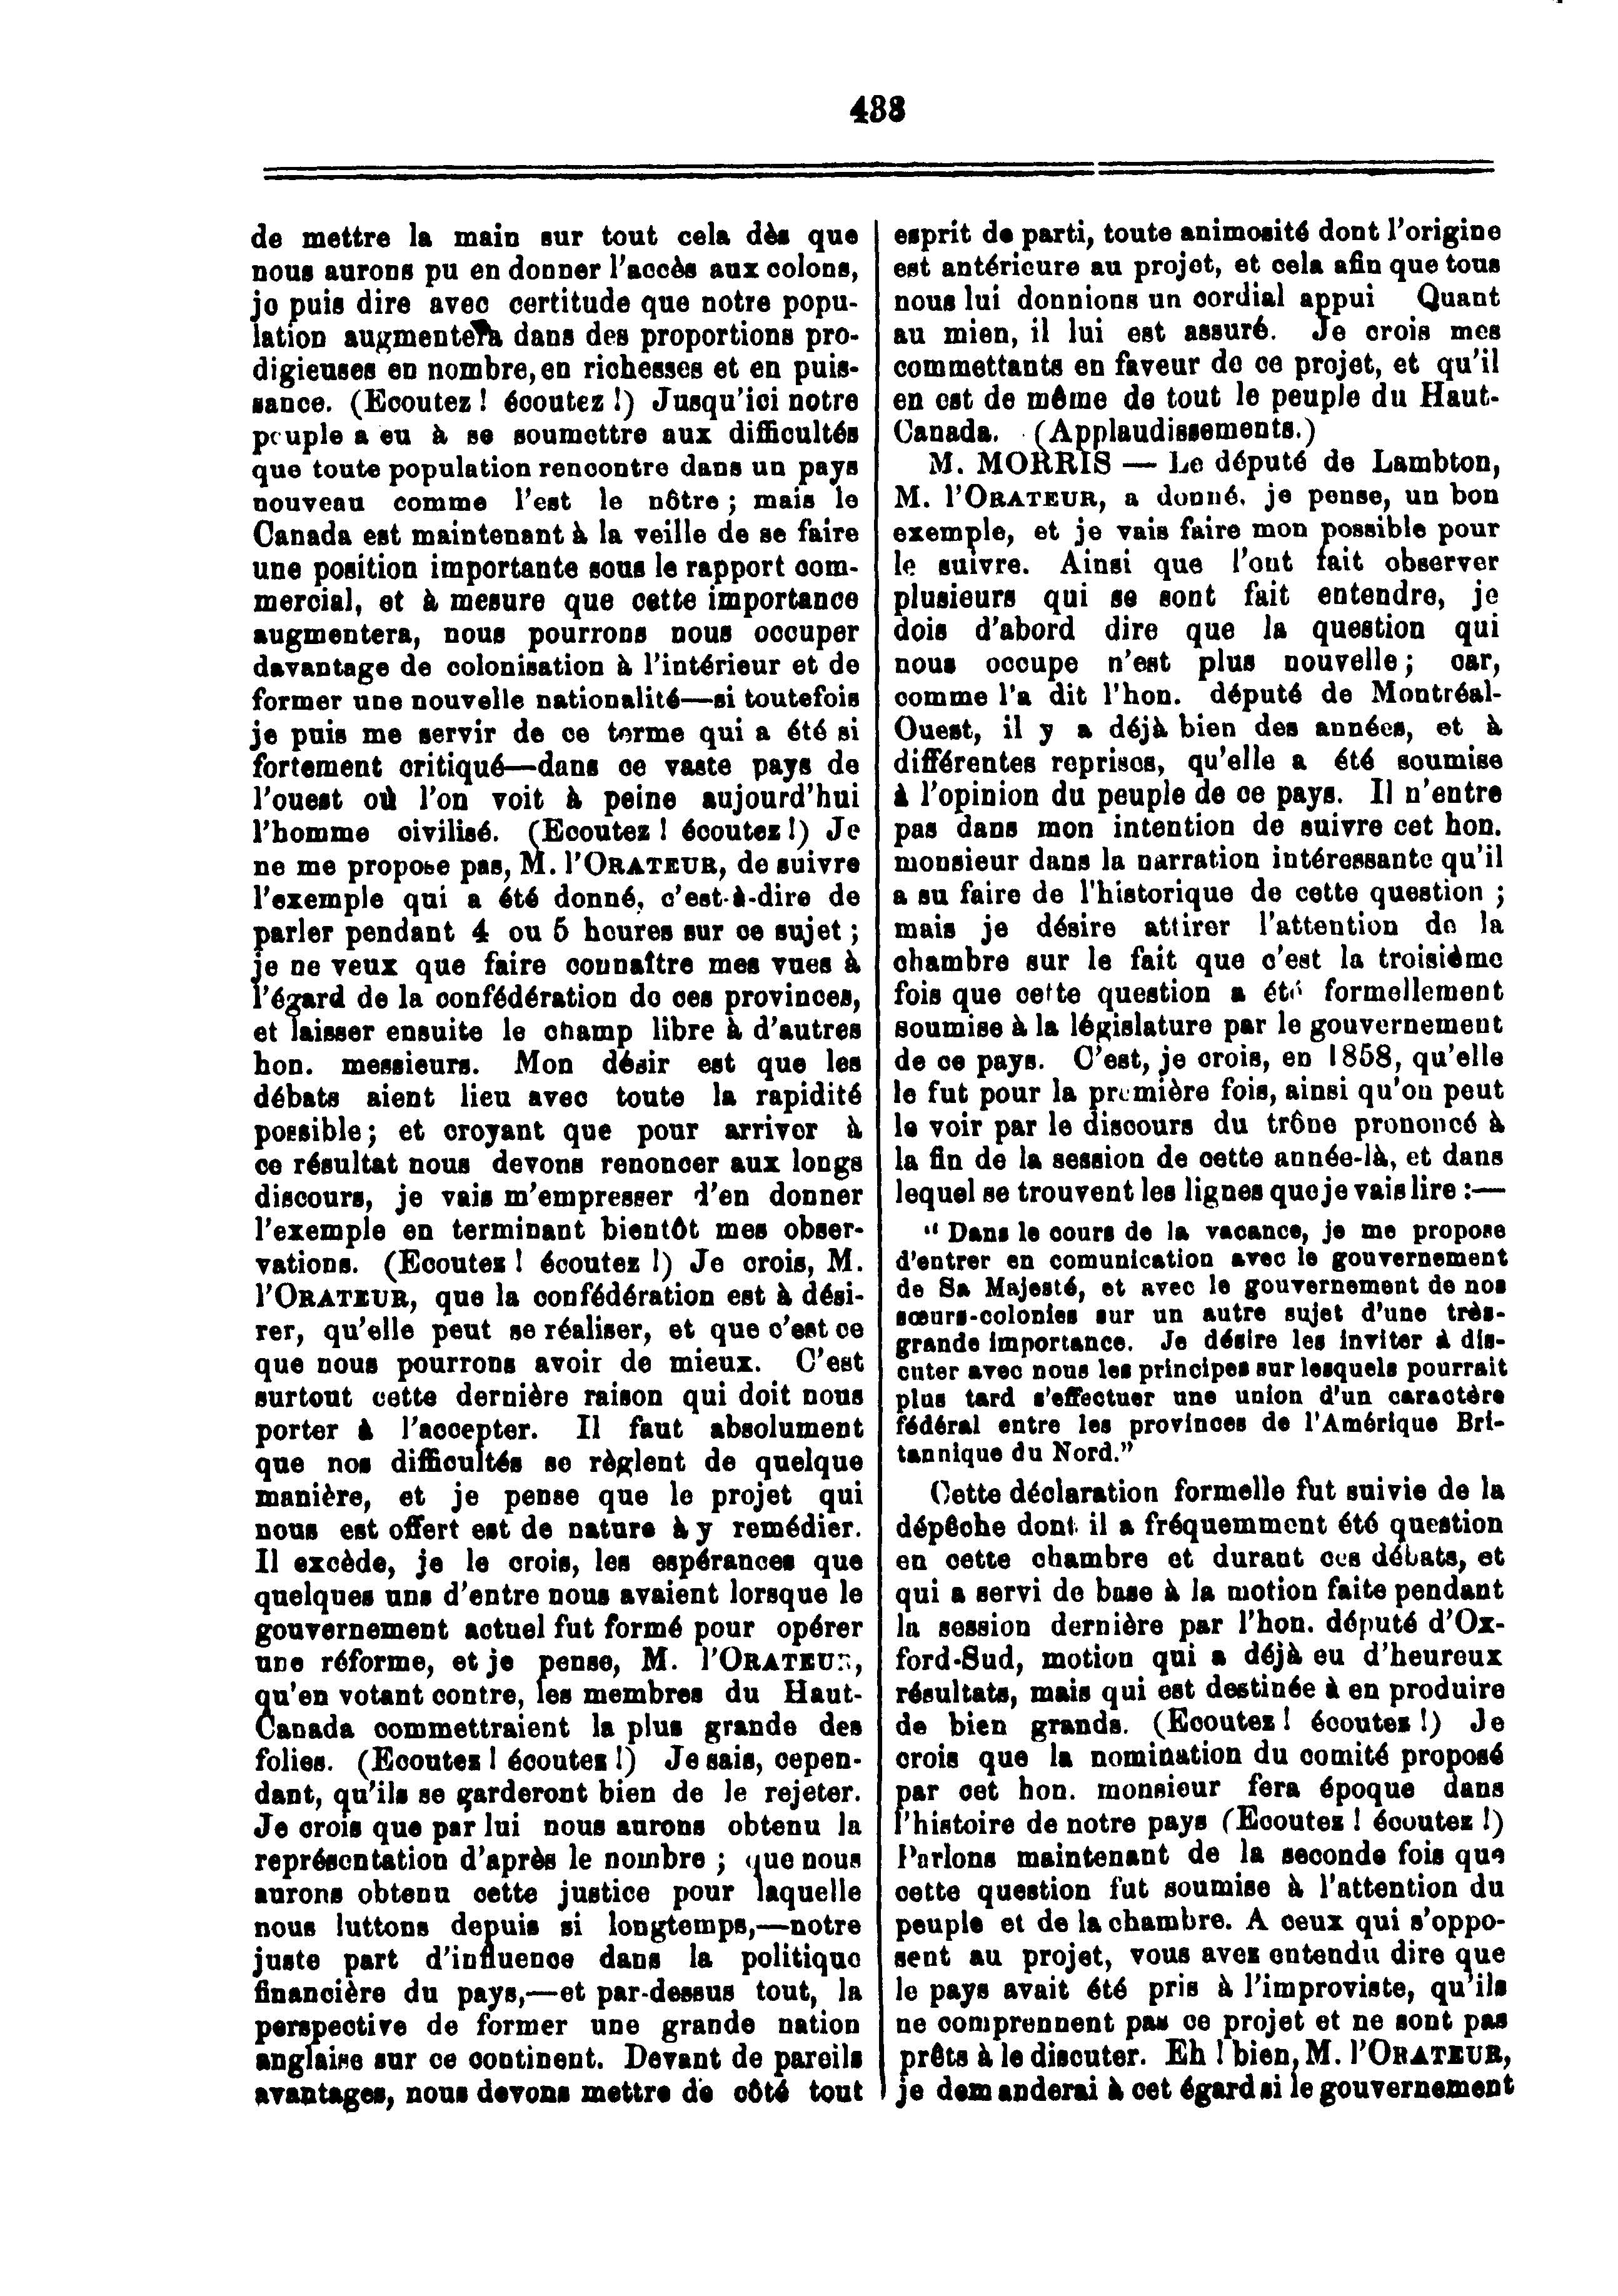 438
de mettre la main sur tout cela dès que
nous aurons pu en donner l'accès aux colons,
je puis dire avec certitude que notre popu-
lation augmentera dans des proportions pro-
digieuses en nombre, en richesses et en puis-
sance. (Ecoutez ! écoutez !) Jusqu'ici notre
peuple a eu à se soumettre aux difficultés
que toute population rencontre dans un pays
nouveau comme l'est le nôtre ; mais le
Canada est maintenant à la veille de se faire
une position importante sous le rapport com-
mercial, et à mesure que cette importance
augmentera, nous pourrons nous occuper
davantage de colonisation à l'intérieur et de
former une nouvelle nationalité—si toutefois
je puis me servir de ce terme qui a été si
fortement critiqué—dans ce vaste pays de
l'ouest où l'on voit à peine aujourd'hui
l'homme civilisé. (Ecoutez ! écoutez !) Je
ne me propose pas, M. l'ORATEUR, de suivre
l'exemple qui a été donné, c'est-à-dire de
parler pendant 4 ou 5 heures sur ce sujet ;
je ne veux que faire connaître mes vues à
l'égard de la confédération de ces provinces,
et laisser ensuite le champ libre à d'autres
hon. messieurs. Mon désir est que les
débats aient lieu avec toute la rapidité
possible ; et croyant que pour arriver à
ce résultat nous devons renoncer aux longs
discours, je vais m'empresser d'en donner
l'exemple en terminant bientôt mes obser-
vations. (Ecoutez ! écoutez !) Je crois, M.
l'ORATEUR, que la confédération est à dési-
rer, qu'elle peut se réaliser, et que c'est ce
que nous pourrons avoir de mieux. C'est
surtout cette dernière raison qui doit nous
porter à l'accepter. Il faut absolument
que nos difficultés se règlent de quelque
manière, et je pense que le projet qui
nous est offert est de nature à y remédier.
Il excède, je le crois, les espérances que
quelques uns d'entre nous avaient lorsque le
gouvernement actuel fut formé pour opérer
une réforme, et je pense, M. l'ORATEUR,
qu'en votant contre, les membres du Haut-
Canada commettraient la plus grande des
folies. (Ecoutez ! écoutez !) Je sais, cepen-
dant, qu'ils se garderont bien de le rejeter.
Je crois que par lui nous aurons obtenu la
représentation d'après le nombre ; que nous
aurons obtenu cette justice pour laquelle
nous luttons depuis si longtemps,—notre
juste part d'influence dans la politique
financière du pays,—et par-dessus tout, la
perspective de former une grande nation
anglaise sur ce continent. Devant de pareils
avantages, nous devons mettre de côté tout
esprit de parti, toute animosité dont l'origine
est antérieure au projet, et cela afin que tous
nous lui donnions un cordial appui Quant
au mien, il lui est assuré. Je crois mes
commettants en faveur de ce projet, et qu'il
en est de même de tout le peuple du Haut-
Canada. (Applaudissements.)
M. MORRIS — Le député de Lambton,
M. l'ORATEUR, a donné, je pense, un bon
exemple, et je vais faire mon possible pour
le suivre. Ainsi que l'ont fait observer
plusieurs qui se sont fait entendre, je
dois d'abord dire que la question qui
nous occupe n'est plus nouvelle ; car,
comme l'a dit l'hon. député de Montréal-
Ouest, il y a déjà bien des années, et à
différentes reprises, qu'elle a été soumise
à l'opinion du peuple de ce pays. Il n'entre
pas dans mon intention de suivre cet hon.
monsieur dans la narration intéressante qu'il
a su faire de l'historique de cette question ;
mais je désire attirer l'attention de la
chambre sur le fait que c'est la troisième
fois que cette question a été formellement
soumise à la législature par le gouvernement
de ce pays. C'est, je crois, en 1858, qu'elle
le fut pour la première fois, ainsi qu'on peut
le voir par le discours du trône prononcé à
la fin de la session de cette année-là, et dans
lequel se trouvent les lignes que je vais lire :—
" Dans le cours de la vacance, je me propose
d'entrer en comunication avec le gouvernement
de Sa Majesté, et avec le gouvernement de nos
sœurs-colonies sur un autre sujet d'une très-
grande importance. Je désire les inviter à dis-
cuter avec nous les principes sur lesquels pourrait
plus tard s'effectuer une union d'un caractère
fédéral entre les provinces de l'Amérique Bri-
tannique du Nord."
Cette déclaration formelle fut suivie de la
dépêche dont il a fréquemment été question
en cette chambre et durant ces débats, et
qui a servi de base à la motion faite pendant
la session dernière par l'hon. député d'Ox-
ford-Sud, motion qui a déjà eu d'heureux
résultats, mais qui est destinée à en produire
de bien grands. (Ecoutez ! écoutez !) Je
crois que la nomination du comité proposé
par cet hon. monsieur fera époque dans
l'histoire de notre pays (Ecoutez ! écoutez !)
Parlons maintenant de la seconde fois que
cette question fut soumise à l'attention du
peuple et de la chambre. A ceux qui s'oppo-
sent au projet, vous avez entendu dire que
le pays avait été pris à l'improviste, qu'ils
ne comprennent pas ce projet et ne sont pas
prêts à le discuter. Eh ! bien, M. l'ORATEUR,
je demanderai à cet égard si le gouvernement